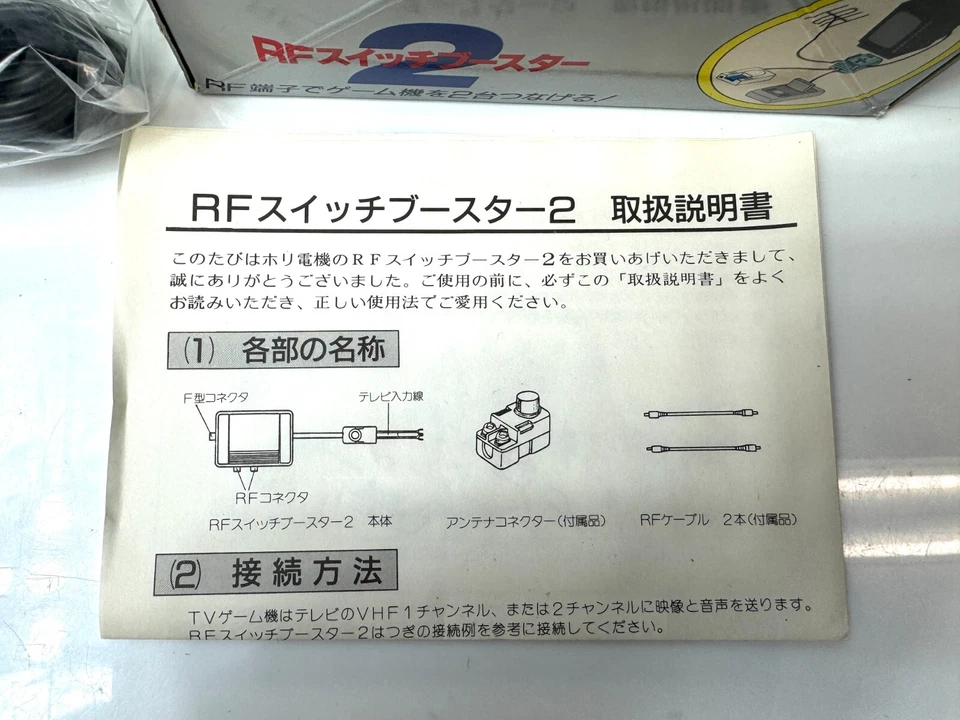 RFスイッチブースター
2
RF端子でゲーム機を2台つなげる!
RFスイッチブースター2 取扱説明書
このたびはホリ電機のRFスイッチブースター2をお買いあげいただきまして、
誠にありがとうございました。ご使用の前に、必ずこの「取扱説明書」をよく
お読みいただき、正しい使用法でご愛用ください。
(1) 各部の名称
F型コネクタ
テレビ入力線
RFコネクタ
RFスイッチブースター2 本体
アンテナコネクター(付属品)
RFケーブル 2本(付属品)
(2) 接続方法
TVゲーム機はテレビのVHF1チャンネル、または2チャンネルに映像と音声を送ります。
RFスイッチブースター2はつぎの接続例を参考に接続してください。